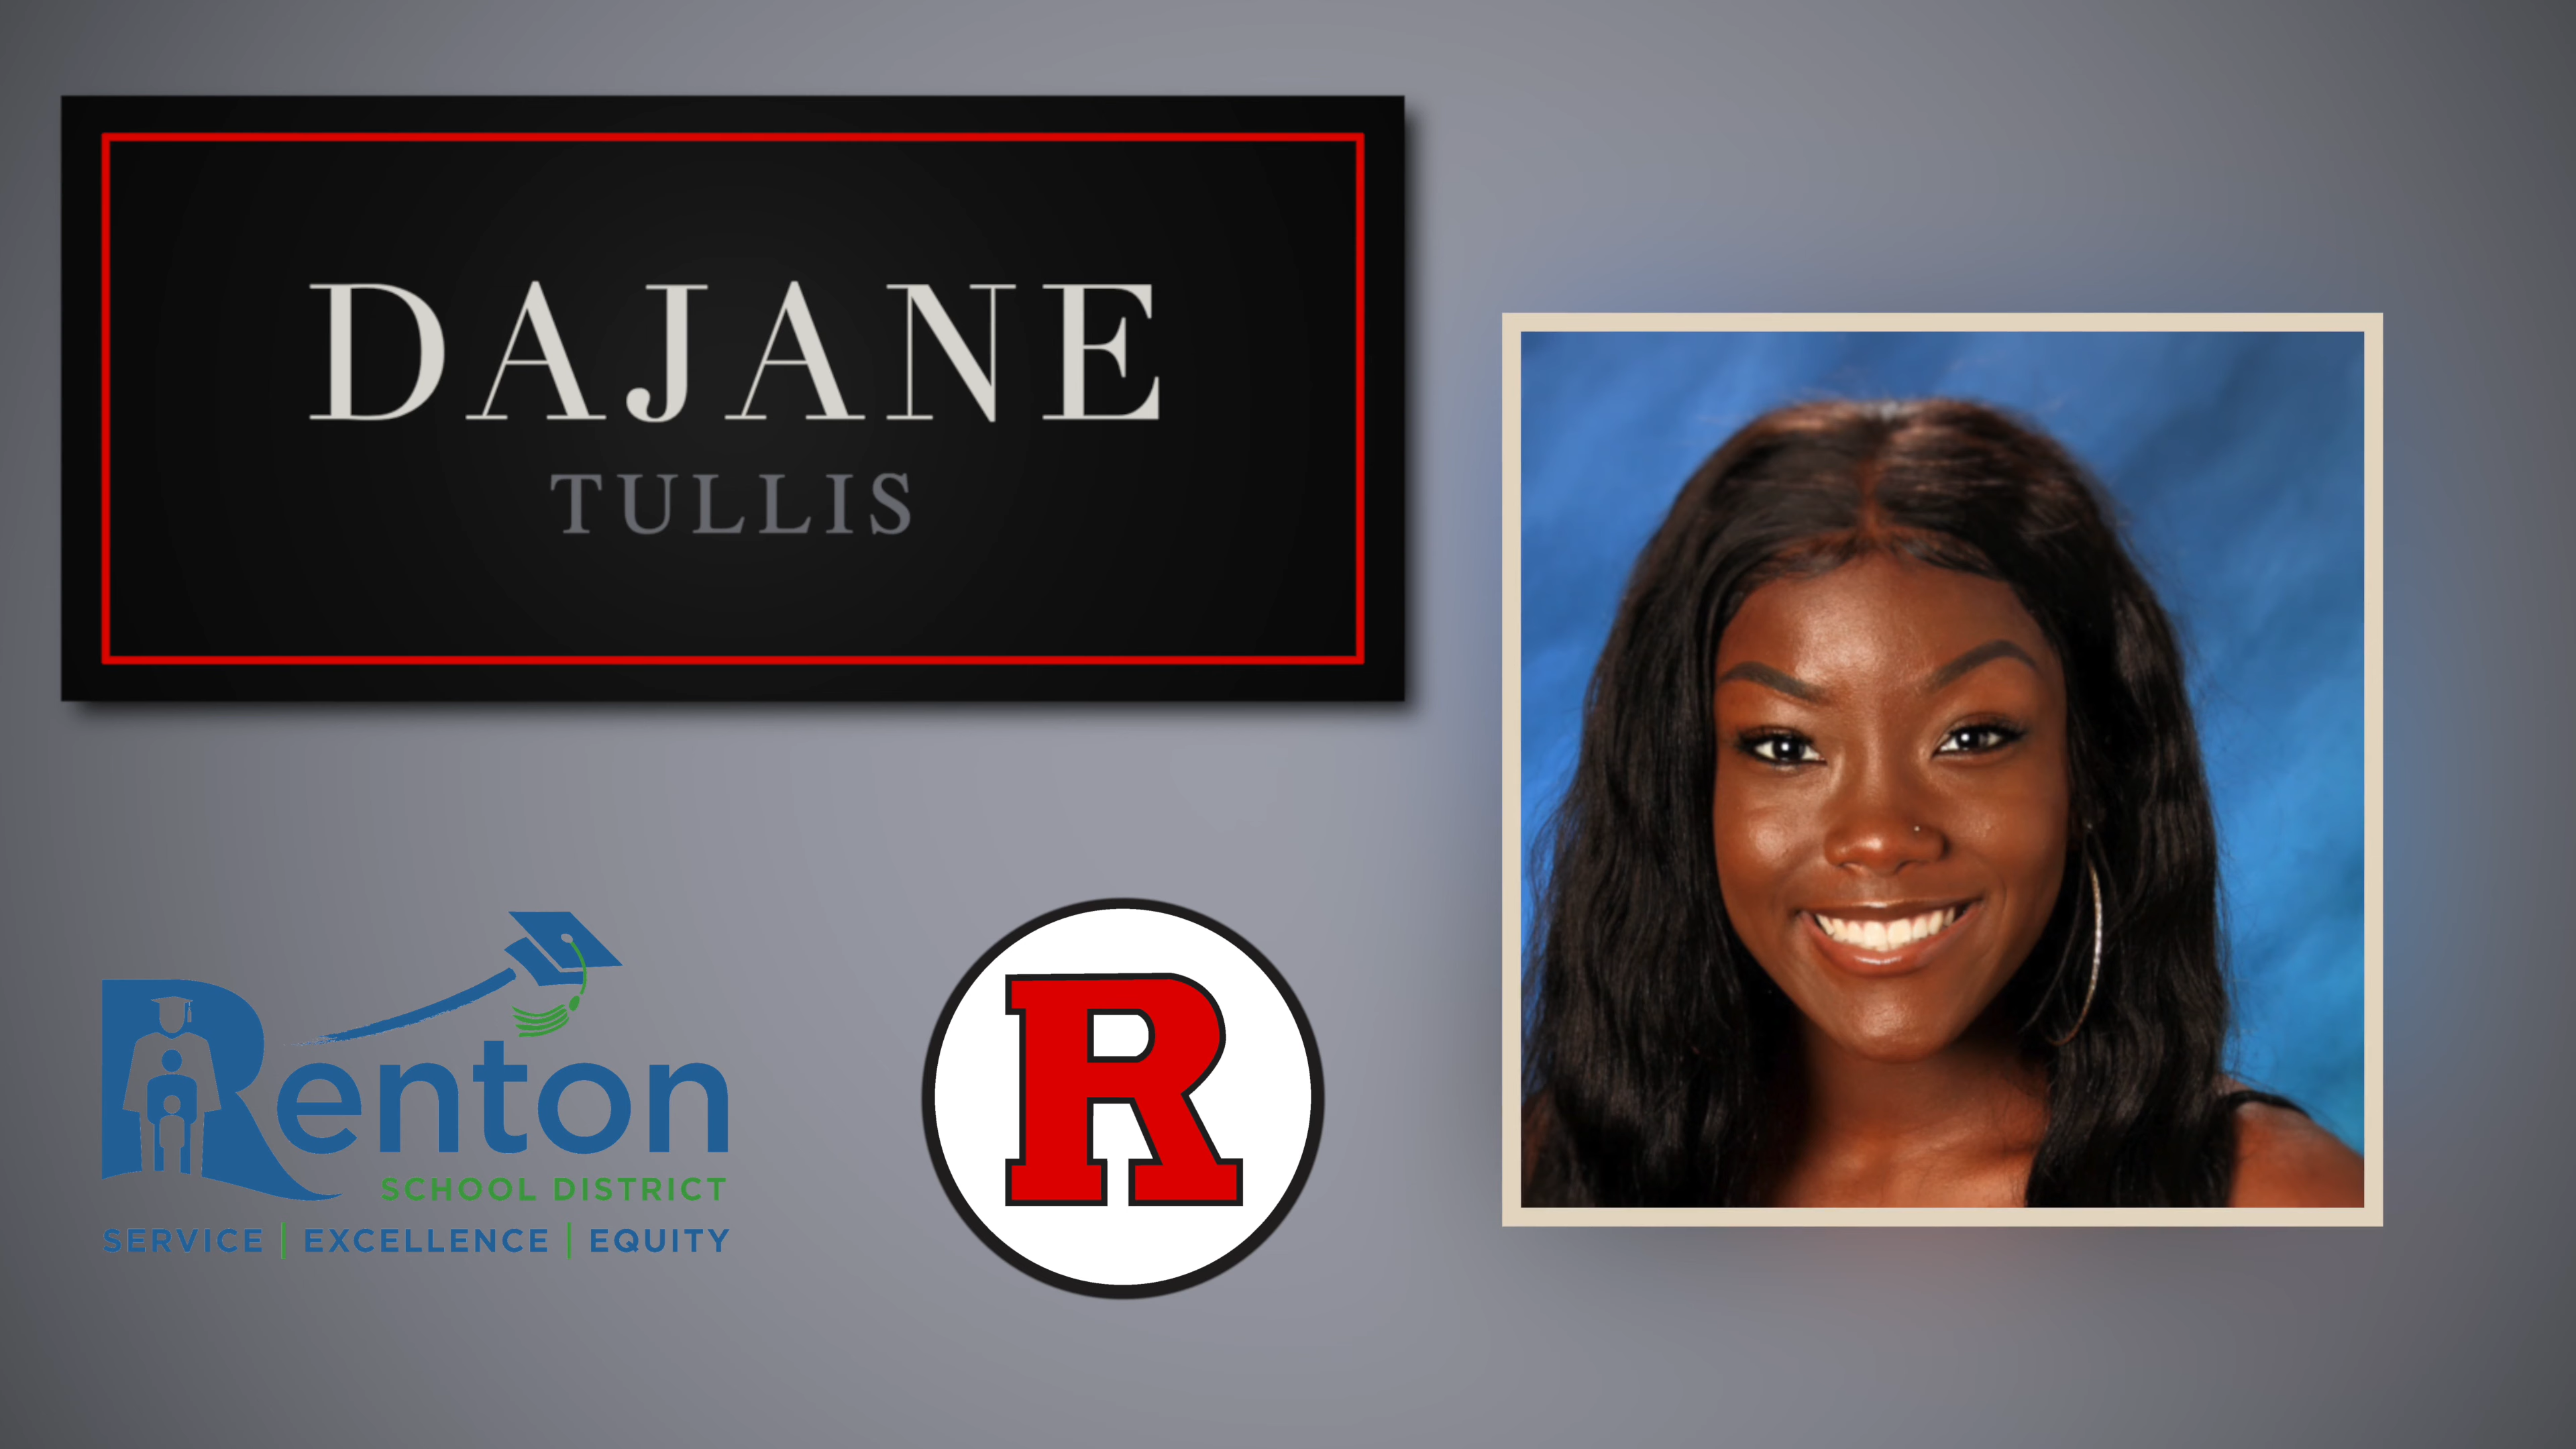 DAJANE
TULLIS
Renton
SCHOOL DISTRICT
SERVICE | EXCELLENCE | EQUITY
R